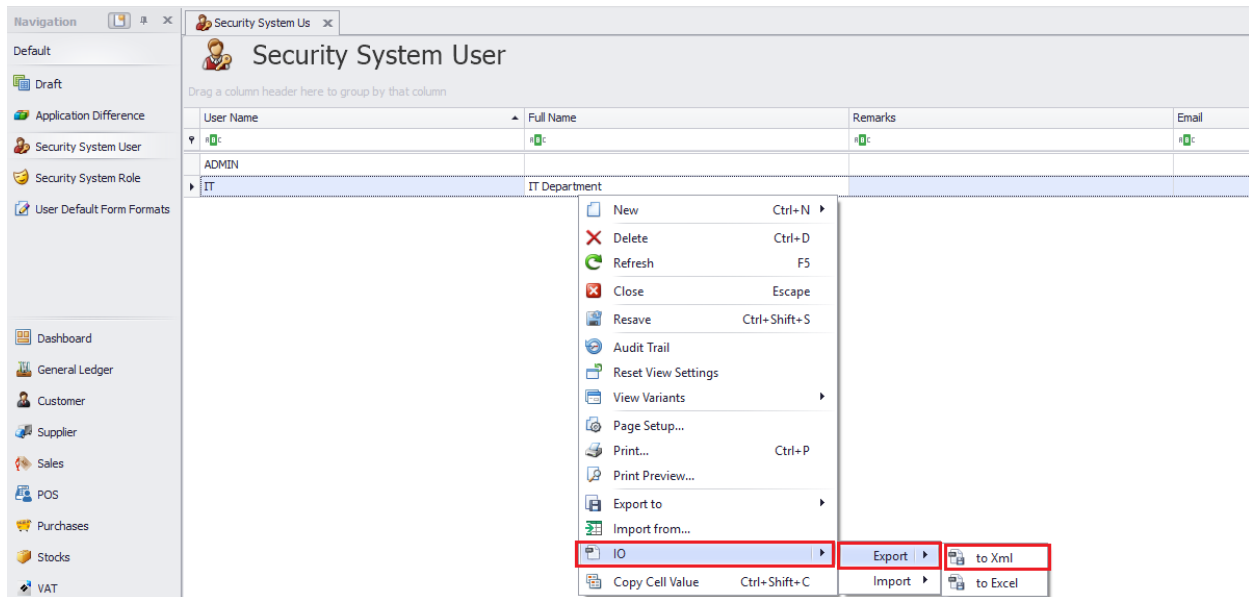 Navigation
Default
Draft
Application Difference
Security System User
Security System Role
User Default Form Formats
Dashboard
General Ledger
Customer
Supplier
Sales
POS
Purchases
Stocks
VAT
Security System Us
Security System User
Drag a column header here to group by that column
User Name Full Name Remarks Email
ADMIN
IT IT Department
New Ctrl+N
Delete Ctrl+D
Refresh F5
Close Escape
Resave Ctrl+Shift+S
Audit Trail
Reset View Settings
View Variants
Page Setup...
Print... Ctrl+P
Print Preview...
Export to
Import from...
IO
Copy Cell Value Ctrl+Shift+C
Export
Import
to Xml
to Excel